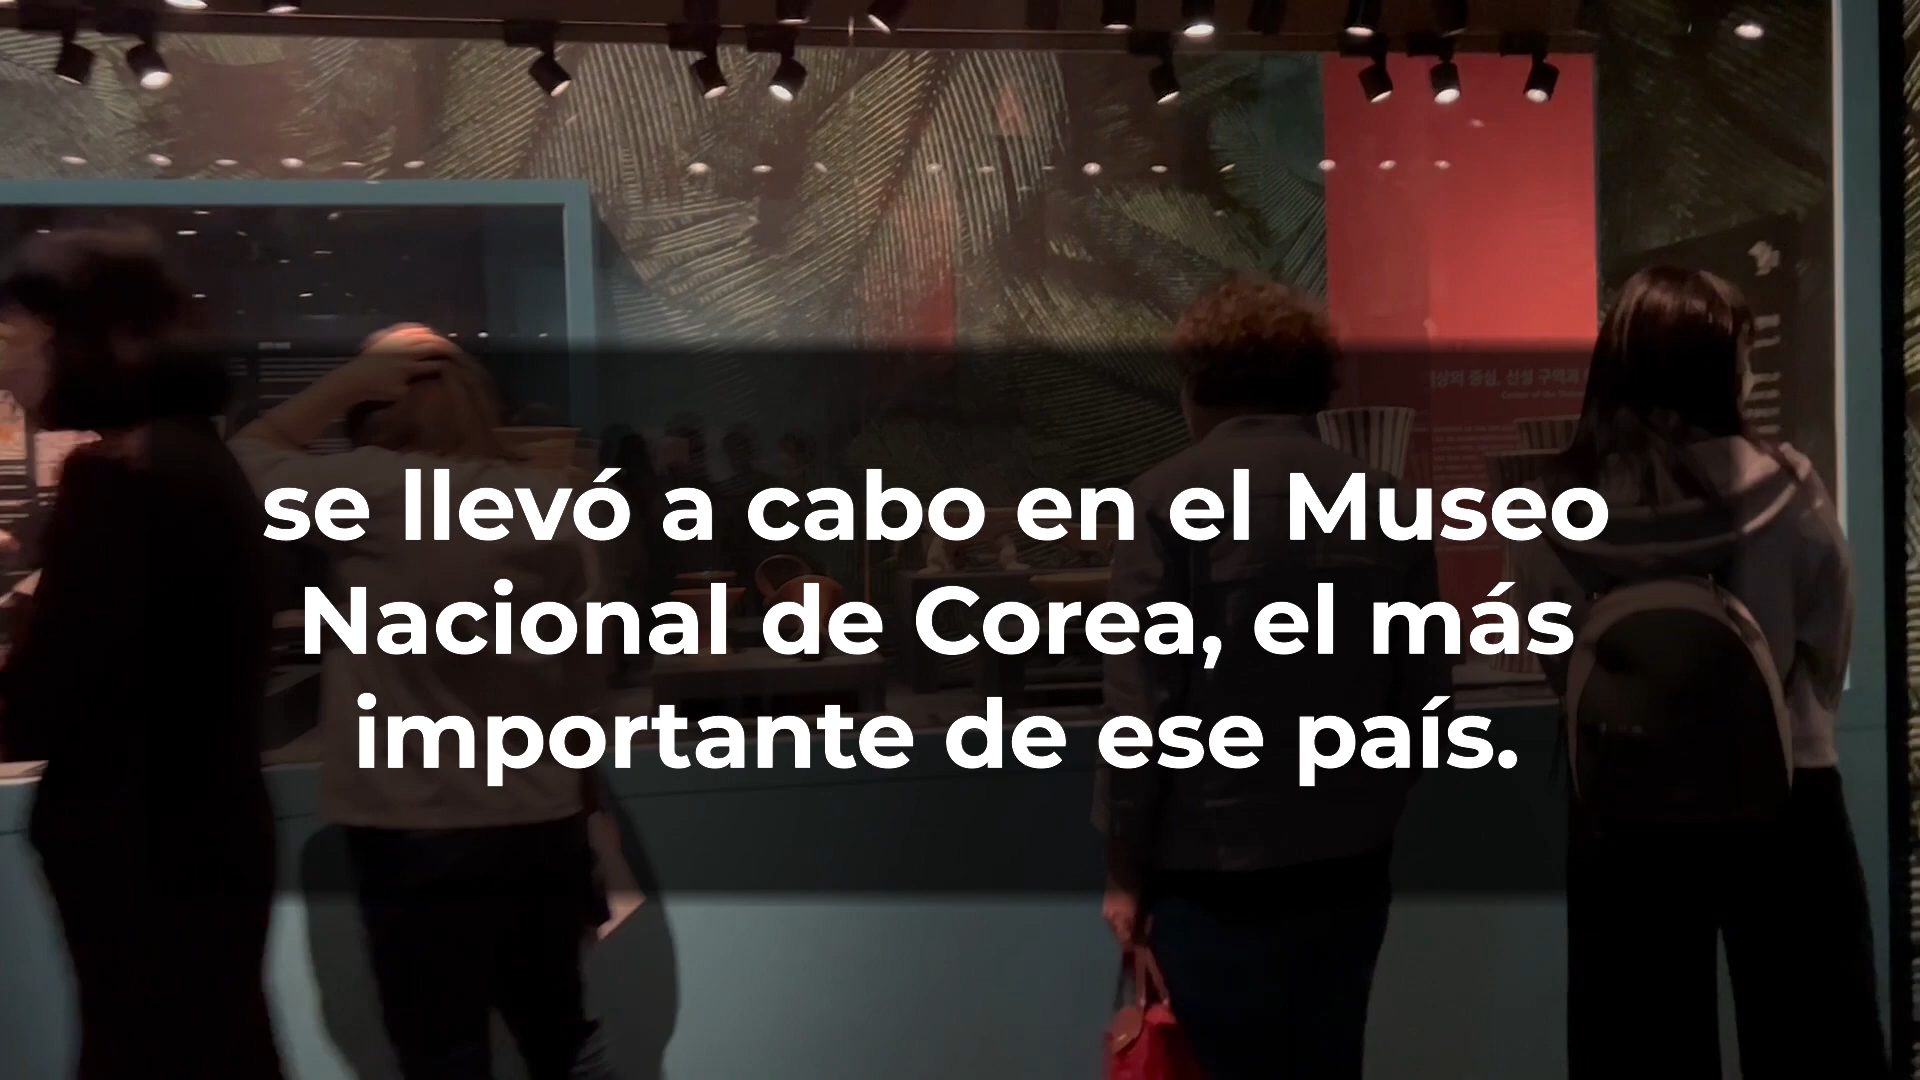 se llevó a cabo en el Museo
Nacional de Corea, el más
importante de ese país.